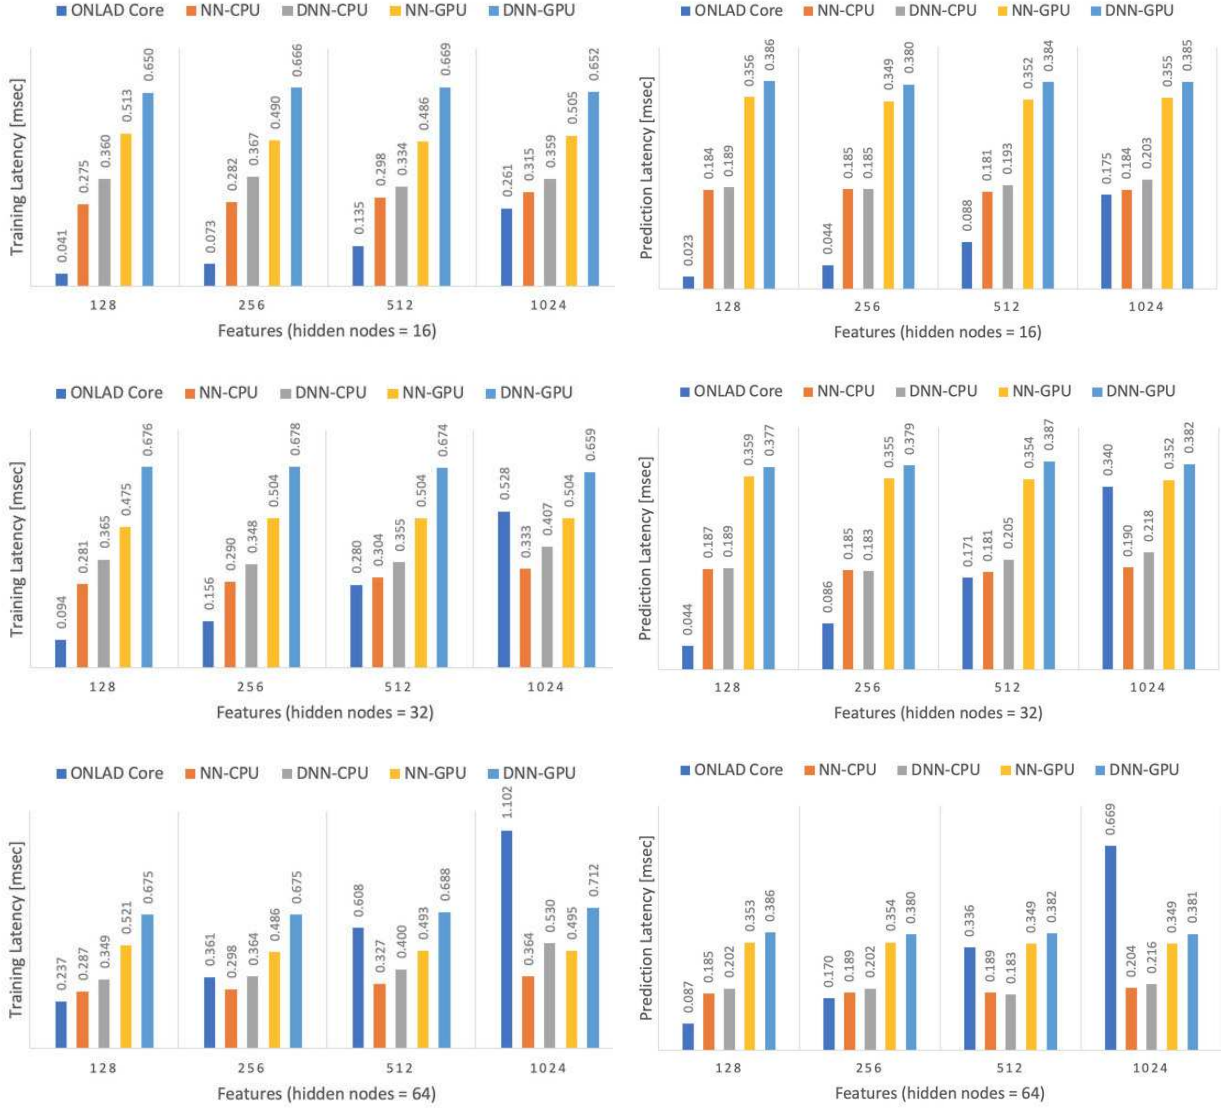 ONLAD Core NN-CPU DNN-CPU NN-GPU DNN-GPU
Training Latency [msec]
0.041 0.275 0.360 0.513 0.650
0.073 0.282 0.367 0.490 0.666
0.135 0.298 0.334 0.486 0.669
0.261 0.315 0.359 0.505 0.652
128 256 512 1024
Features (hidden nodes = 16)
ONLAD Core NN-CPU DNN-CPU NN-GPU DNN-GPU
Prediction Latency [msec]
0.023 0.184 0.189 0.356 0.386
0.044 0.185 0.185 0.349 0.380
0.088 0.181 0.193 0.352 0.384
0.175 0.184 0.203 0.355 0.385
128 256 512 1024
Features (hidden nodes = 16)
ONLAD Core NN-CPU DNN-CPU NN-GPU DNN-GPU
Training Latency [msec]
0.094 0.281 0.365 0.475 0.676
0.156 0.290 0.348 0.504 0.678
0.280 0.304 0.355 0.504 0.674
0.528 0.333 0.407 0.504 0.659
128 256 512 1024
Features (hidden nodes = 32)
ONLAD Core NN-CPU DNN-CPU NN-GPU DNN-GPU
Prediction Latency [msec]
0.044 0.187 0.189 0.359 0.377
0.086 0.185 0.183 0.355 0.379
0.171 0.181 0.205 0.354 0.387
0.340 0.190 0.218 0.352 0.382
128 256 512 1024
Features (hidden nodes = 32)
ONLAD Core NN-CPU DNN-CPU NN-GPU DNN-GPU
Training Latency [msec]
0.237 0.287 0.349 0.521 0.675
0.361 0.298 0.364 0.486 0.675
0.608 0.327 0.400 0.493 0.688
1.102 0.364 0.530 0.495 0.712
128 256 512 1024
Features (hidden nodes = 64)
ONLAD Core NN-CPU DNN-CPU NN-GPU DNN-GPU
Prediction Latency [msec]
0.087 0.185 0.202 0.353 0.386
0.170 0.189 0.202 0.354 0.380
0.336 0.189 0.183 0.349 0.382
0.669 0.204 0.216 0.349 0.381
128 256 512 1024
Features (hidden nodes = 64)